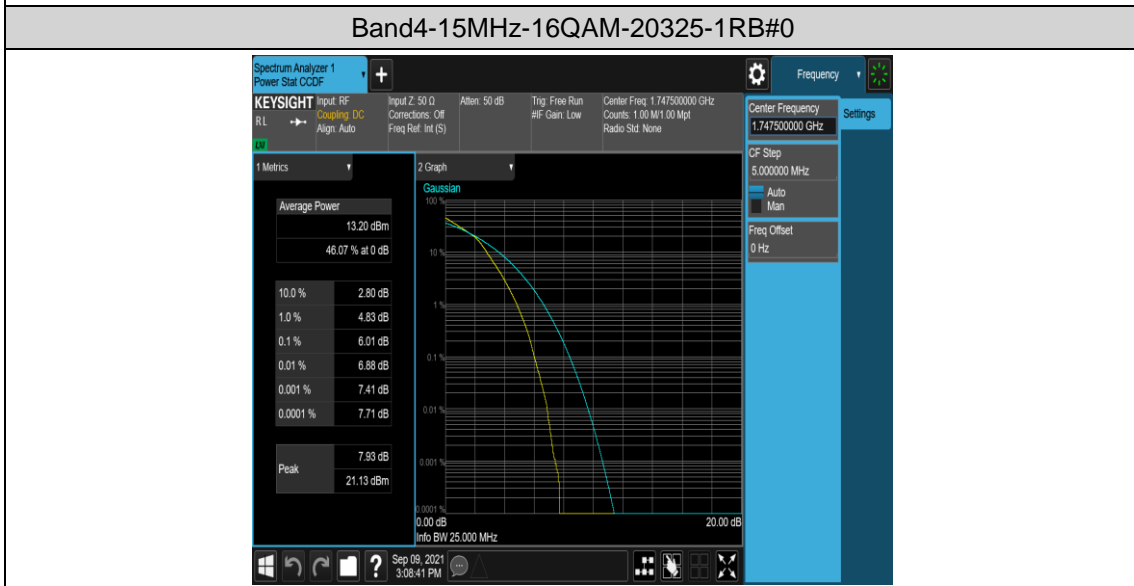 Band4-15MHz-16QAM-20325-1RB#0
Spectrum Analyzer 1
Power Stat CCDF
Frequency
KEYSIGHT
RL
Input: RF
Coupling: DC
Align: Auto
Input Z: 50 Ω
Corrections: Off
Freq Ref: Int (S)
Atten: 50 dB
Trig: Free Run
#IF Gain: Low
Center Freq: 1.747500000 GHz
Counts: 1.00 M/1.00 Mpt
Radio Std: None
Center Frequency
1.747500000 GHz
Settings
CF Step
5.000000 MHz
Auto
Man
Freq Offset
0 Hz
1 Metrics
Average Power
13.20 dBm
46.07 % at 0 dB
10.0 % 2.80 dB
1.0 % 4.83 dB
0.1 % 6.01 dB
0.01 % 6.88 dB
0.001 % 7.41 dB
0.0001 % 7.71 dB
Peak 7.93 dB
21.13 dBm
2 Graph
Gaussian
100 %
10 %
1 %
0.1 %
0.01 %
0.001 %
0.0001 %
0.00 dB 20.00 dB
Info BW 25.000 MHz
Sep 09, 2021
3:08:41 PM